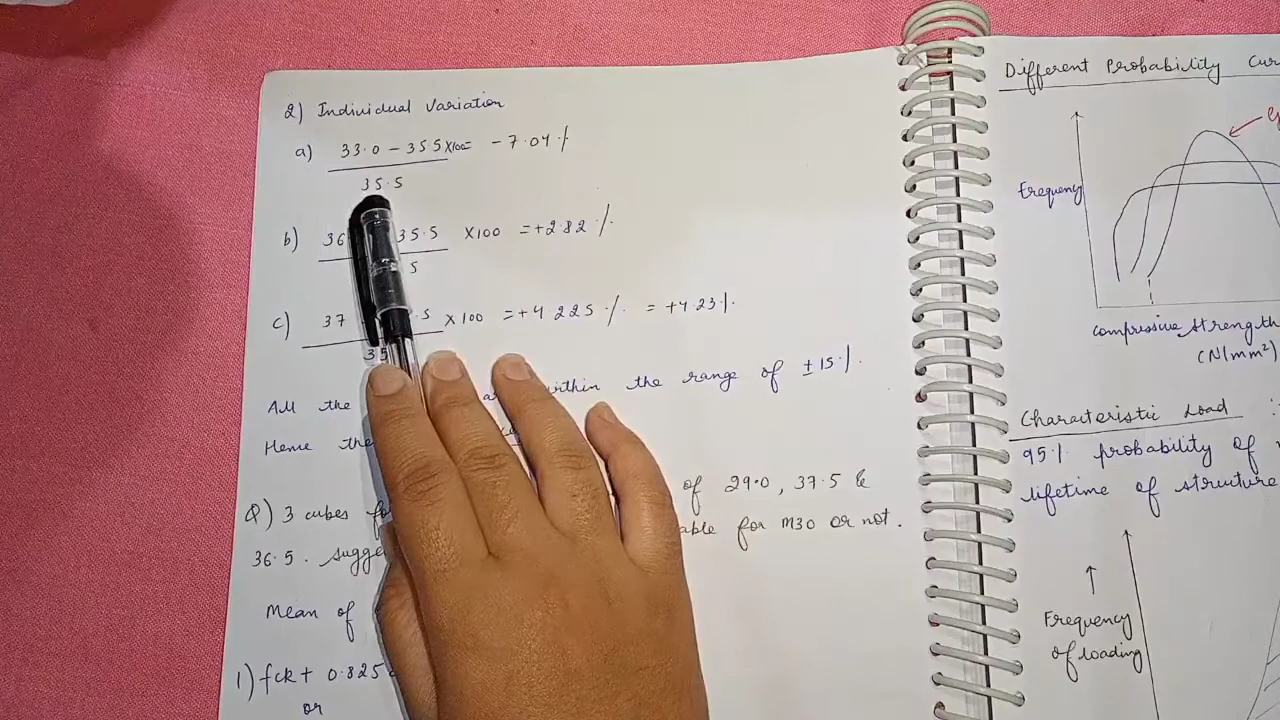 2) Individual Variation
a) 33.0 - 35.5 x100 = -7.04 %
35.5
b) 36 35.5 X100 = +2.82 %
5
c) 37 .5 X100 = +4.225 % = +4.23%
35
All the within the range of ±15%.
Hence the
Q) 3 cubes of 29.0, 37.5 &
36.5. for M30 or not.
Mean of
1) fck + 0.825
or
Different Probability
Frequency
Compressive Strength
(N/mm²)
Characteristic Load :
95% probability of
lifetime of structure
Frequency
of loading